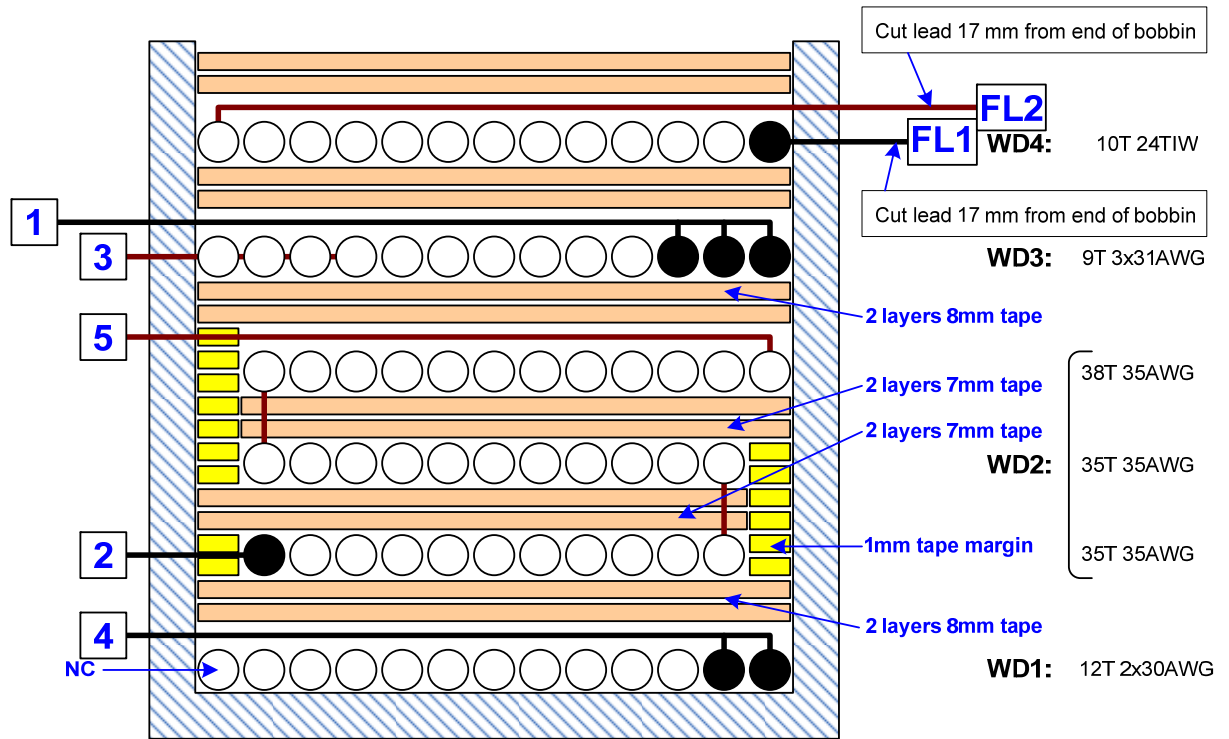 Cut lead 17 mm from end of bobbin
FL2
FL1
WD4: 10T 24TIW
Cut lead 17 mm from end of bobbin
1
3
WD3: 9T 3x31AWG
2 layers 8mm tape
5
38T 35AWG
2 layers 7mm tape
2 layers 7mm tape
WD2: 35T 35AWG
2
1mm tape margin
35T 35AWG
4
2 layers 8mm tape
NC
WD1: 12T 2x30AWG